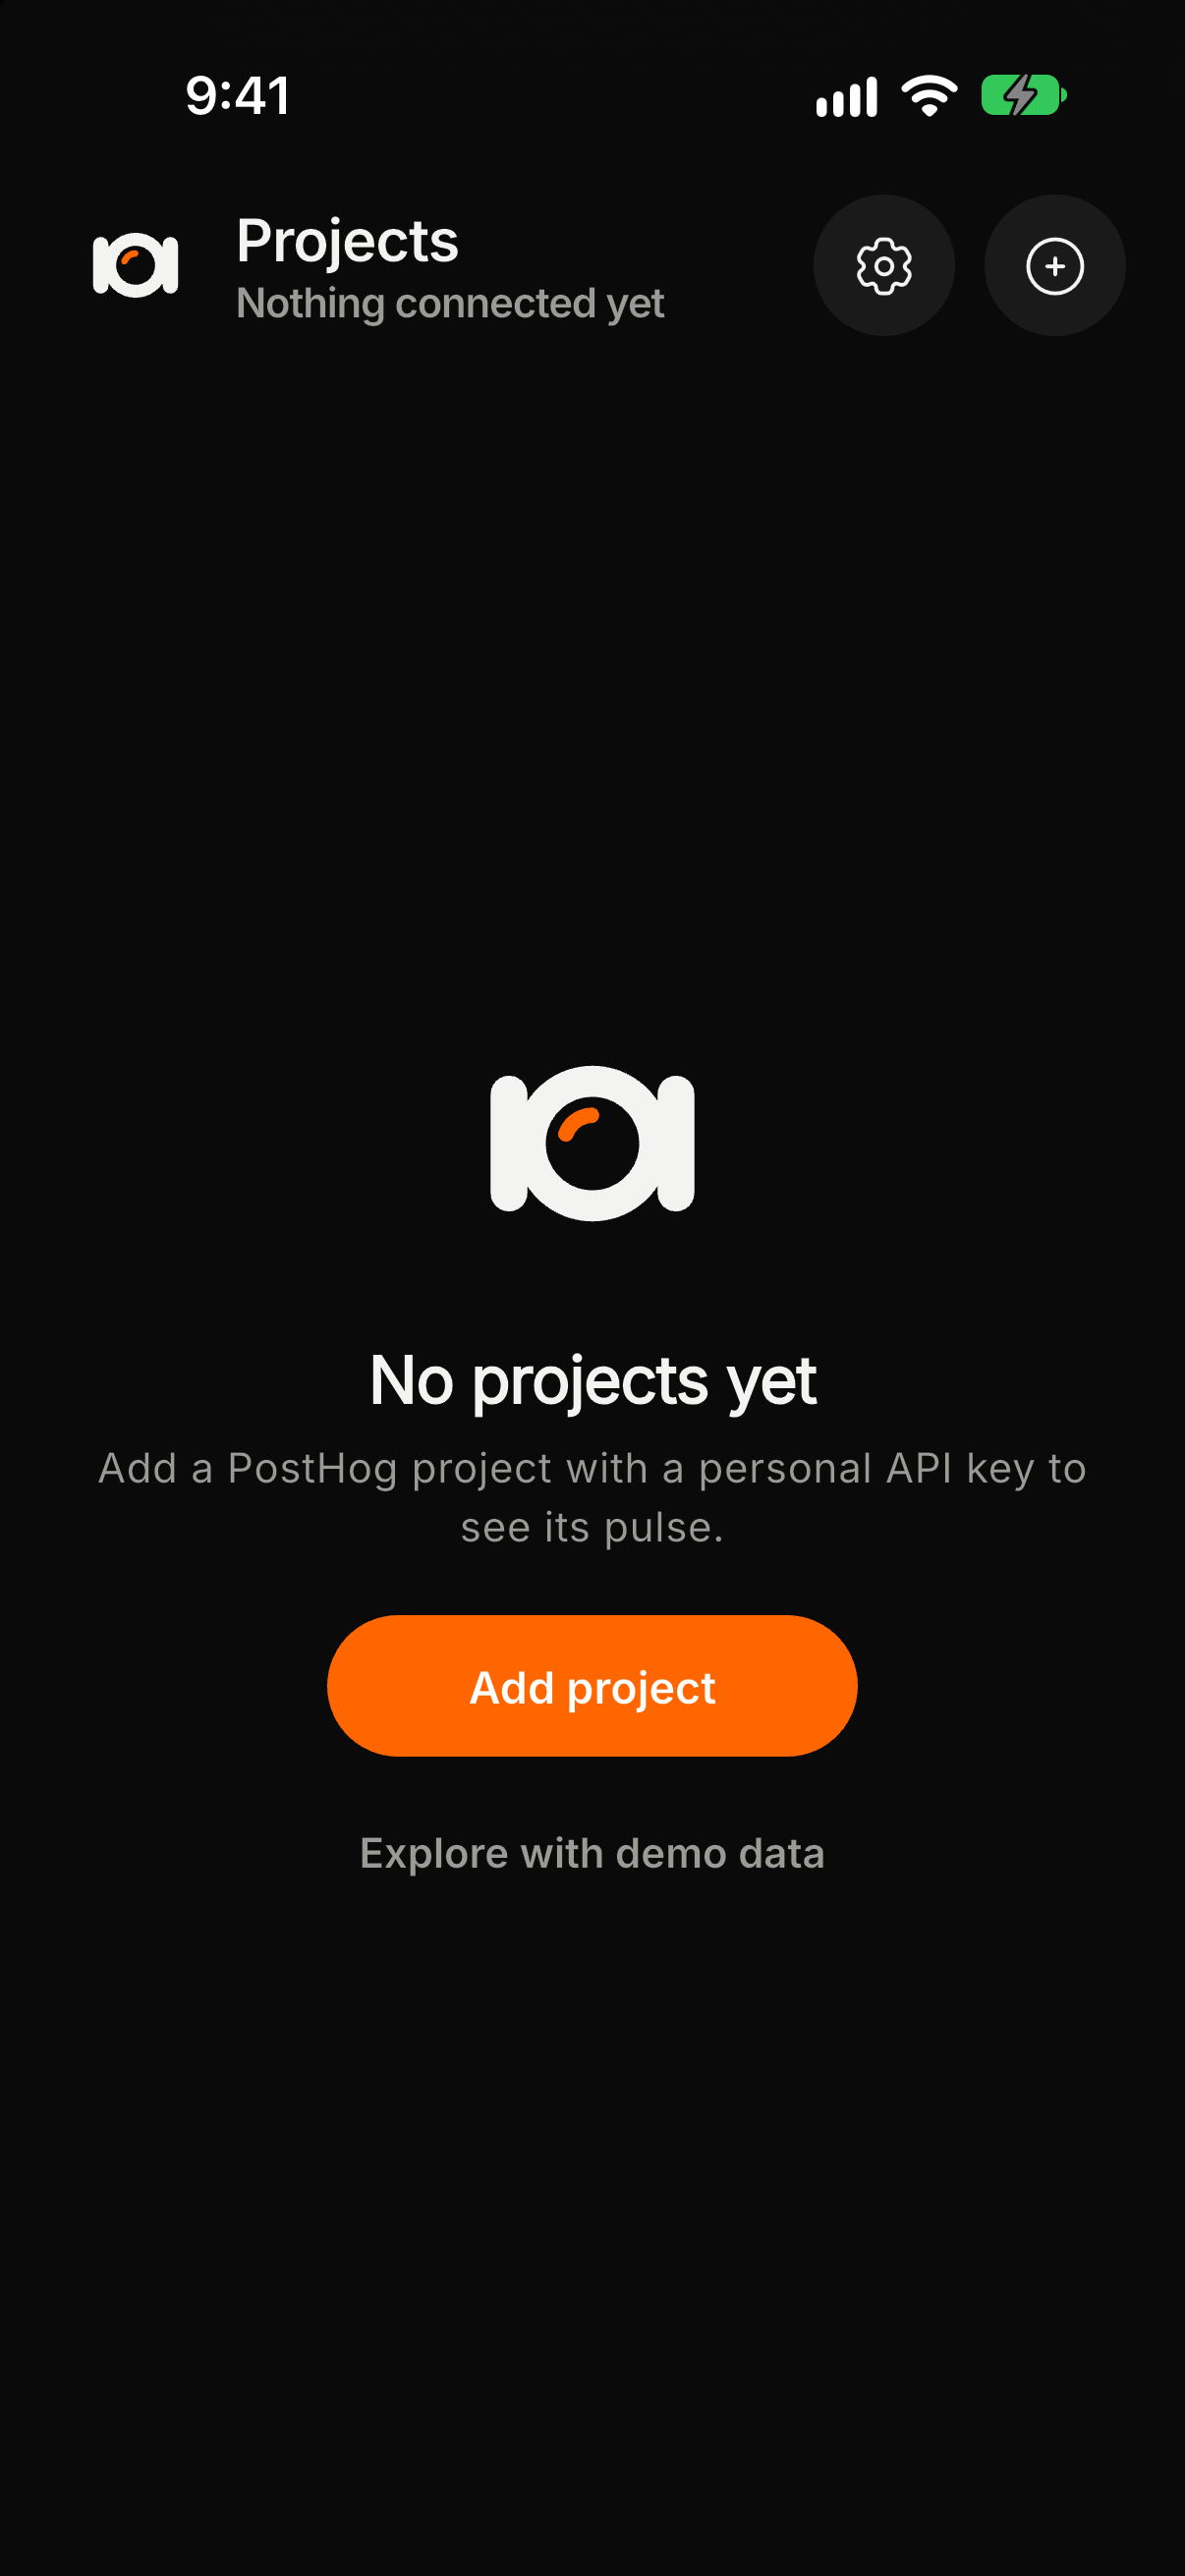 9:41
Projects
Nothing connected yet
No projects yet
Add a PostHog project with a personal API key to
see its pulse.
Add project
Explore with demo data